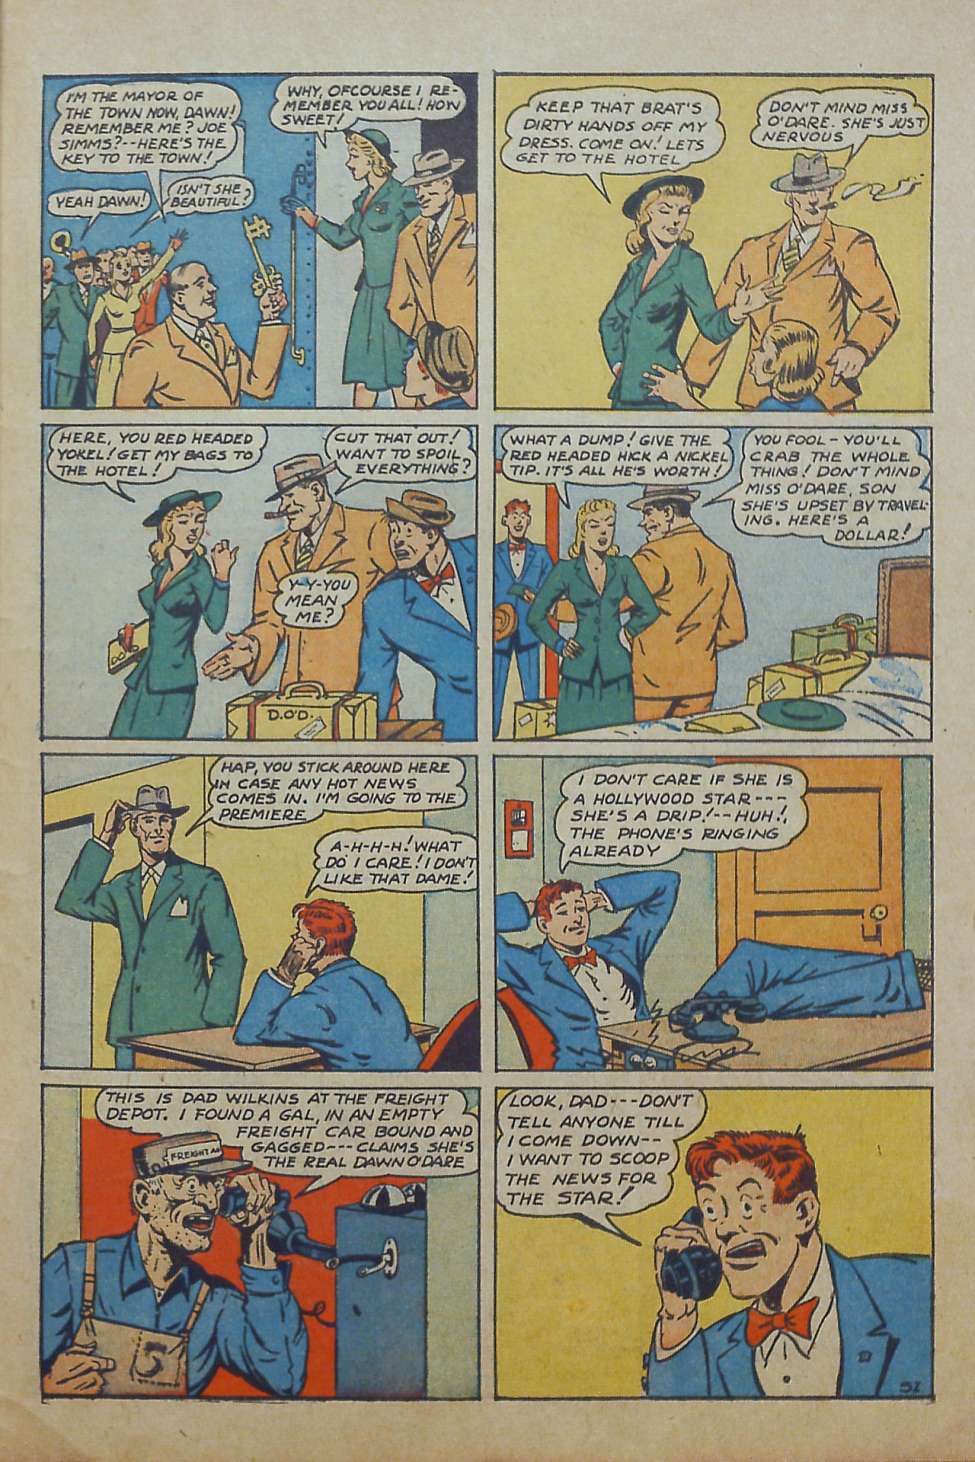 I'M THE MAYOR OF
THE TOWN NOW, DAWN!
REMEMBER ME? JOE
SIMMS?--HERE'S THE
KEY TO THE TOWN!
WHY, OFCOURSE I RE-
MEMBER YOU ALL! HOW
SWEET!
YEAH DAWN!
ISN'T SHE
BEAUTIFUL?
KEEP THAT BRAT'S
DIRTY HANDS OFF MY
DRESS. COME ON! LETS
GET TO THE HOTEL
DON'T MIND MISS
O'DARE. SHE'S JUST
NERVOUS
HERE, YOU RED HEADED
YOKEL! GET MY BAGS TO
THE HOTEL!
CUT THAT OUT!
WANT TO SPOIL
EVERYTHING?
Y-Y-YOU
MEAN
ME?
D.O'D.
WHAT A DUMP! GIVE THE
RED HEADED HICK A NICKEL
TIP. IT'S ALL HE'S WORTH!
YOU FOOL - YOU'LL
CRAB THE WHOLE
THING! DON'T MIND
MISS O'DARE, SON
SHE'S UPSET BY TRAVEL-
ING. HERE'S A
DOLLAR!
HAP, YOU STICK AROUND HERE
IN CASE ANY HOT NEWS
COMES IN. I'M GOING TO THE
PREMIERE
A-H-H-H! WHAT
DO I CARE! I DON'T
LIKE THAT DAME!
I DON'T CARE IF SHE IS
A HOLLYWOOD STAR---
SHE'S A DRIP!--HUH!,
THE PHONE'S RINGING
ALREADY
THIS IS DAD WILKINS AT THE FREIGHT
DEPOT. I FOUND A GAL, IN AN EMPTY
FREIGHT CAR BOUND AND
GAGGED---CLAIMS SHE'S
THE REAL DAWN O'DARE
FREIGHT
LOOK, DAD---DON'T
TELL ANYONE TILL
I COME DOWN--
I WANT TO SCOOP
THE NEWS FOR
THE STAR!